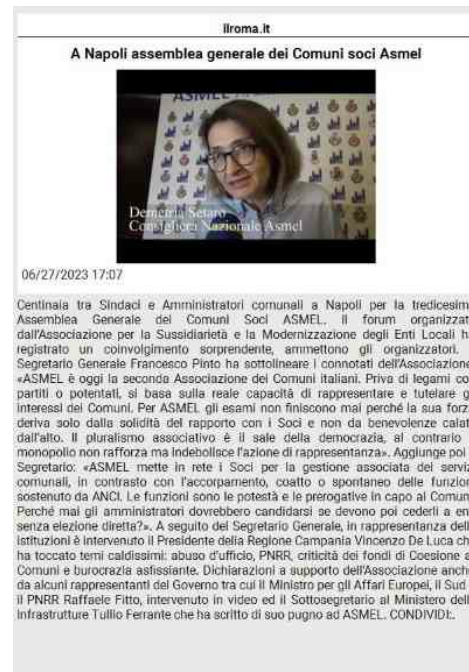 ilroma.it
A Napoli assemblea generale dei Comuni soci Asmel
ASMEL
Demetria Setaro
Consigliera Nazionale Asmel
06/27/2023 17:07
Centinaia tra Sindaci e Amministratori comunali a Napoli per la tredicesim
Assemblea Generale dei Comuni Soci ASMEL. Il forum organizzat
dall'Associazione per la Sussidiarietà e la Modernizzazione degli Enti Locali h
registrato un coinvolgimento sorprendente, ammettono gli organizzatori.
Segretario Generale Francesco Pinto ha sottolineare i connotati dell'Associazione
«ASMEL è oggi la seconda Associazione dei Comuni italiani. Priva di legami co
partiti o potentati, si basa sulla reale capacità di rappresentare e tutelare g
interessi dei Comuni. Per ASMEL gli esami non finiscono mai perché la sua forz
deriva solo dalla solidità del rapporto con i Soci e non da benevolenze calat
dall'alto. Il pluralismo associativo è il sale della democrazia, al contrario
monopolio non rafforza ma indebolisce l'azione di rappresentanza». Aggiunge poi
Segretario: «ASMEL mette in rete i Soci per la gestione associata dei serviz
comunali, in contrasto con l'accorpamento, coatto o spontaneo delle funzion
sostenuto da ANCI. Le funzioni sono le potestà e le prerogative in capo ai Comun
Perché mai gli amministratori dovrebbero candidarsi se devono poi cederli a en
senza elezione diretta?». A seguito del Segretario Generale, in rappresentanza dell
istituzioni è intervenuto il Presidente della Regione Campania Vincenzo De Luca ch
ha toccato temi caldissimi: abuso d'ufficio, PNRR, criticità dei fondi di Coesione a
Comuni e burocrazia asfissiante. Dichiarazioni a supporto dell'Associazione anch
da alcuni rappresentanti del Governo tra cui il Ministro per gli Affari Europei, il Sud
il PNRR Raffaele Fitto, intervenuto in video ed il Sottosegretario al Ministero dell
Infrastrutture Tullio Ferrante che ha scritto di suo pugno ad ASMEL. CONDIVIDI:.